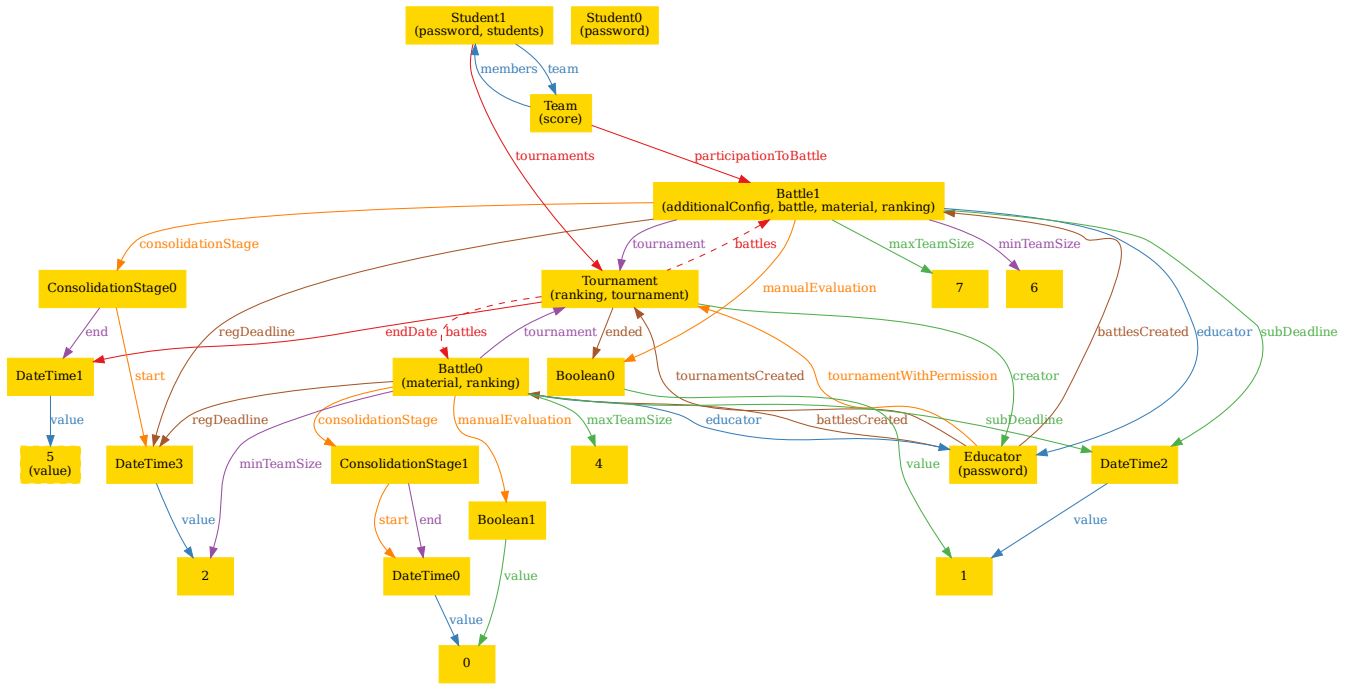 Student1
(password, students)
Student0
(password)
members
team
Team
(score)
tournaments
participationToBattle
Battle1
(additionalConfig, battle, material, ranking)
consolidationStage
tournament
battles
maxTeamSize
minTeamSize
ConsolidationStage0
Tournament
(ranking, tournament)
manualEvaluation
7
6
end
regDeadline
endDate
battles
tournament
ended
battlesCreated
educator
subDeadline
DateTime1
start
Battle0
(material, ranking)
Boolean0
tournamentsCreated
tournamentWithPermission
creator
value
regDeadline
consolidationStage
manualEvaluation
maxTeamSize
educator
battlesCreated
subDeadline
5
(value)
DateTime3
minTeamSize
ConsolidationStage1
4
value
Educator
(password)
DateTime2
value
start
end
Boolean1
value
2
DateTime0
value
1
value
0